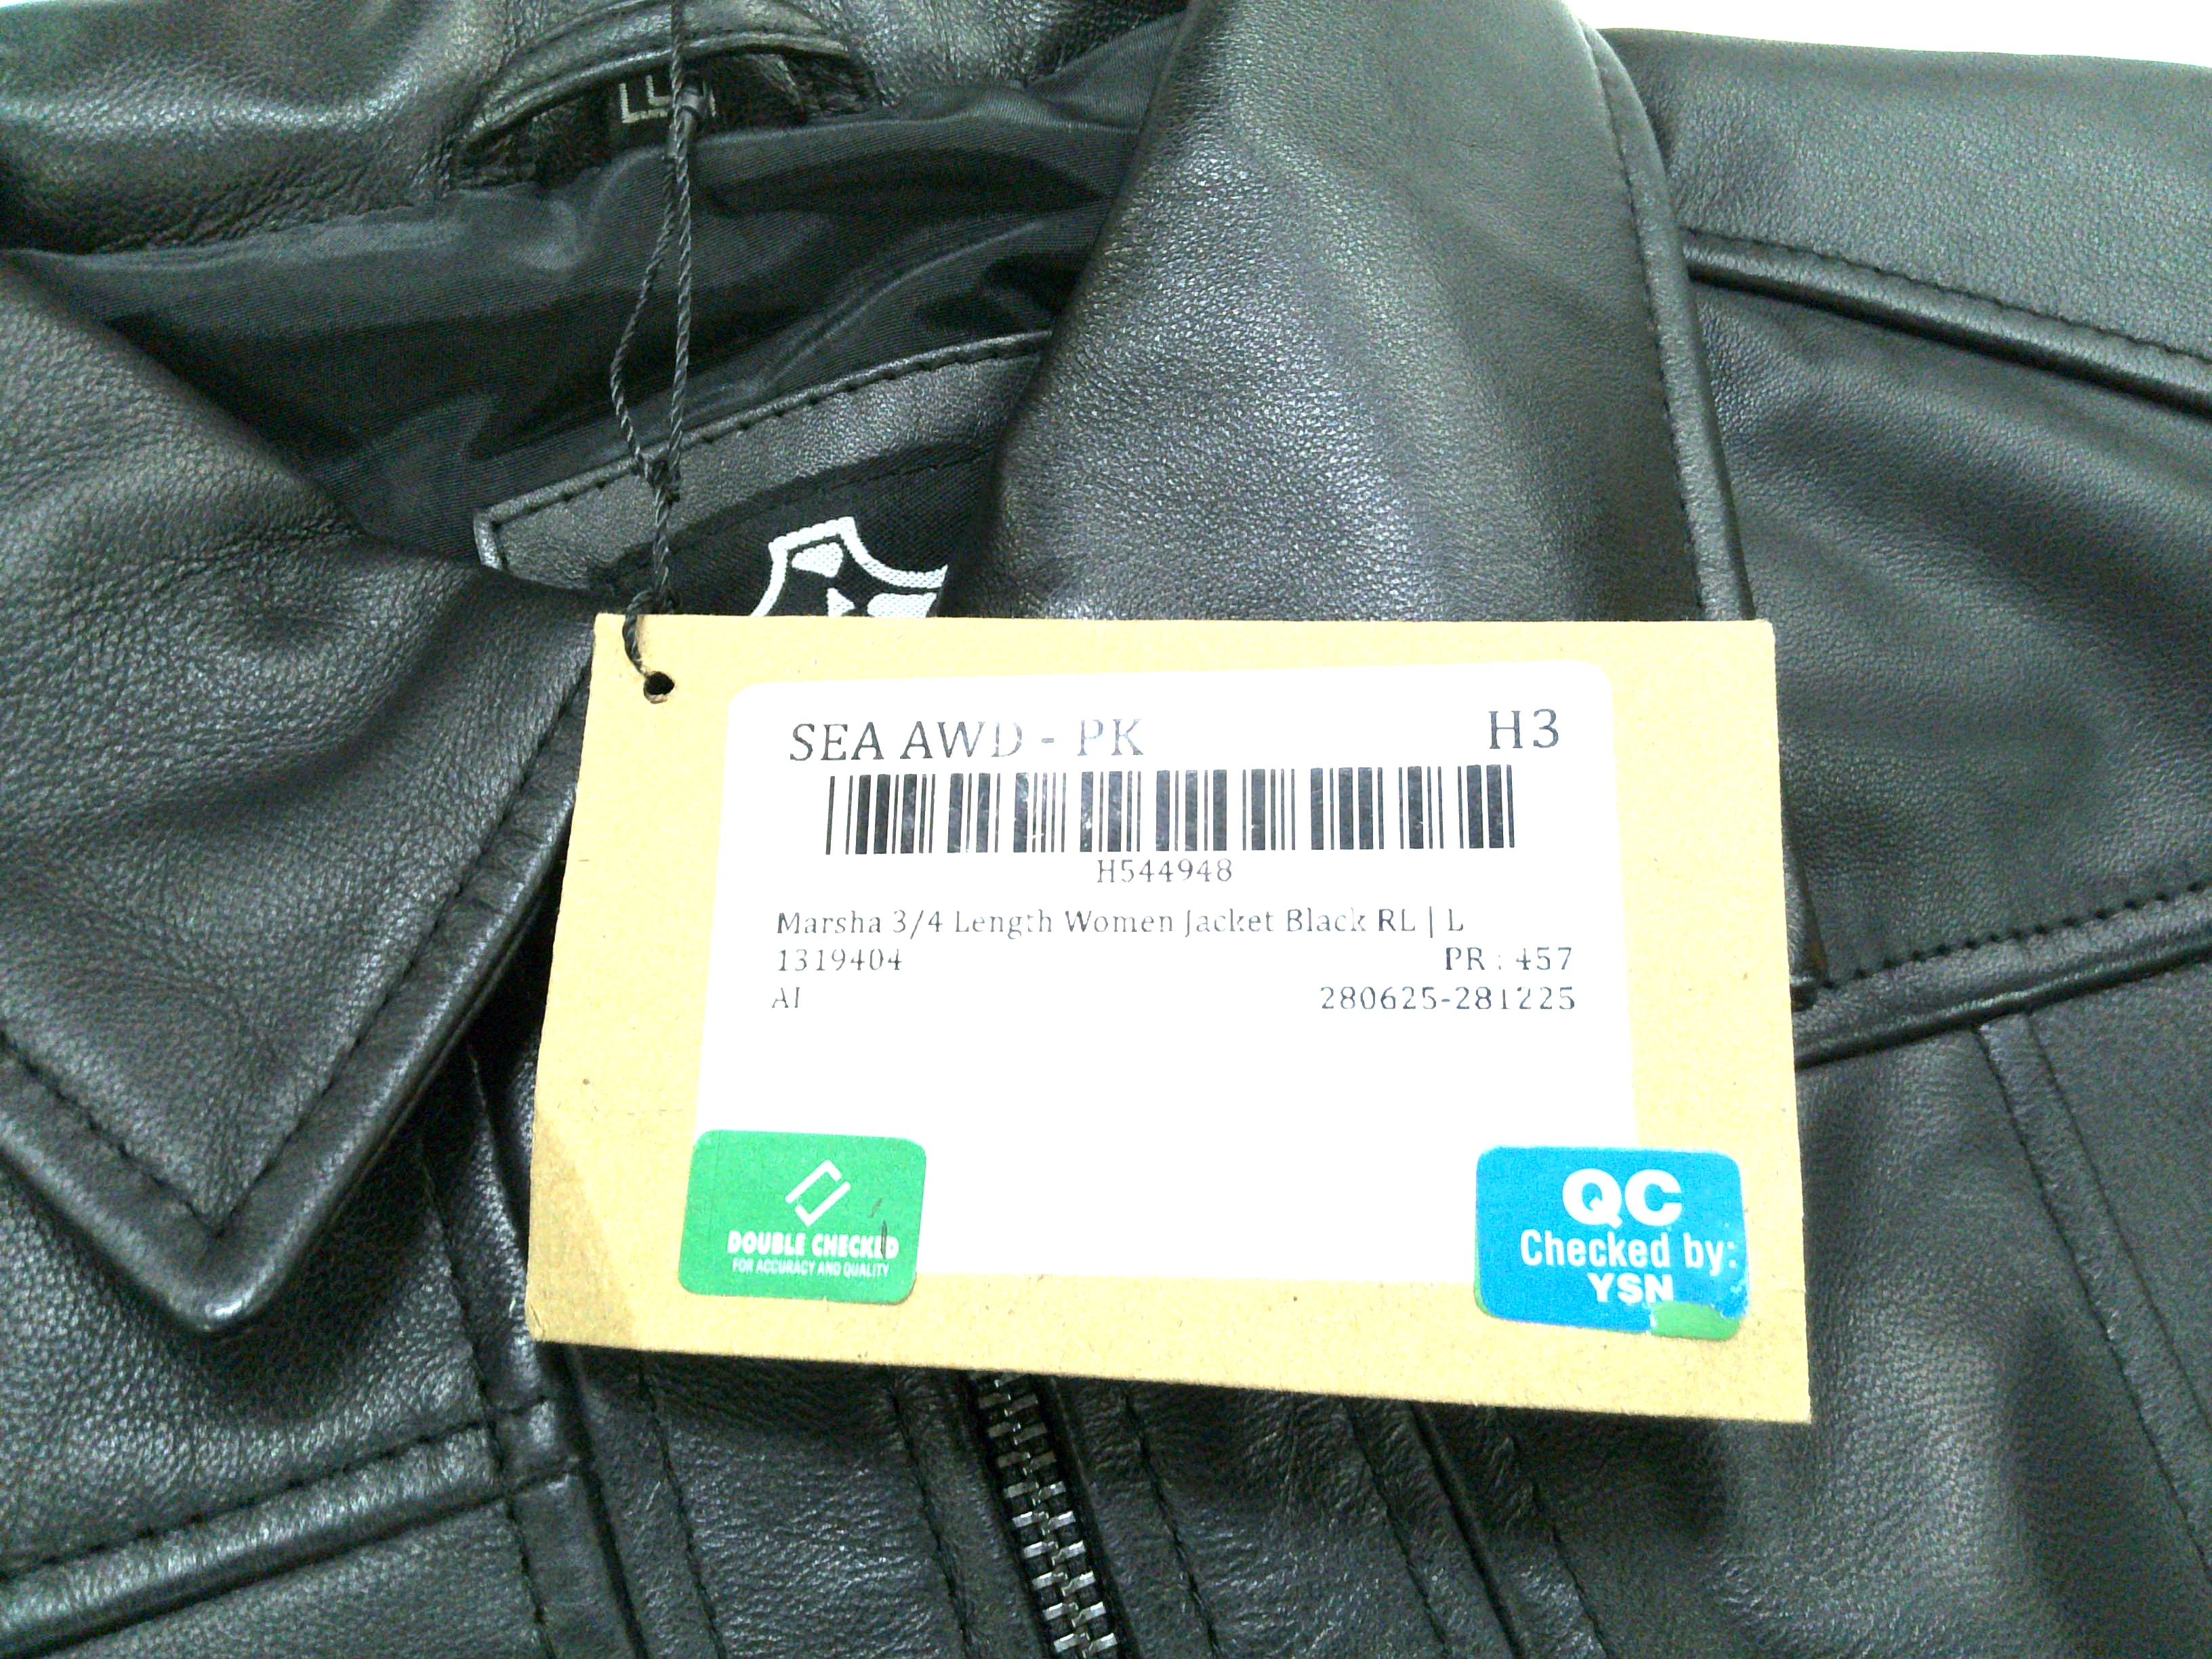 SEA AWD - PK
H3
H544948
Marsha 3/4 Length Women Jacket Black RL | L
1319404
PR : 457
AI
280625-281225
DOUBLE CHECKED
FOR ACCURACY AND QUALITY
QC
Checked by:
YSN